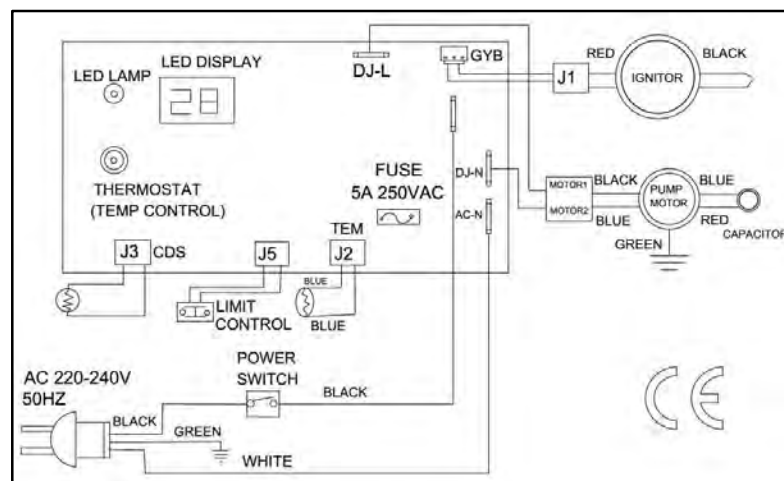 LED DISPLAY
LED LAMP
28
DJ-L
GYB
J1
RED
BLACK
IGNITOR
THERMOSTAT
(TEMP CONTROL)
FUSE
5A 250VAC
DJ-N
AC-N
MOTOR1
MOTOR2
BLACK
BLUE
PUMP
MOTOR
BLUE
RED
CAPACITOR
GREEN
J3
CDS
J5
TEM
J2
LIMIT
CONTROL
BLUE
BLUE
POWER
SWITCH
AC 220-240V
50HZ
BLACK
BLACK
GREEN
WHITE
CE